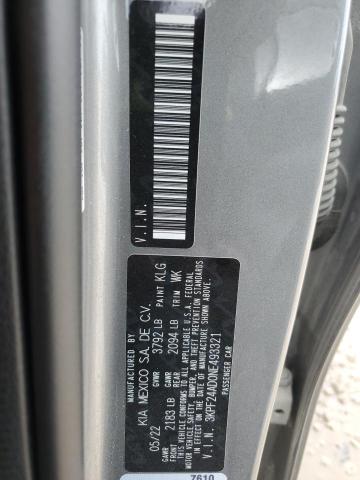 V.I.N.
MANUFACTURED BY
KIA MEXICO S.A. DE C.V.
05/22 GVWR 3792 LB PAINT KLG
GAWR FRONT 2183 LB GAWR REAR 2094 LB TRIM WK
THIS VEHICLE CONFORMS TO ALL APPLICABLE U.S.A. FEDERAL
MOTOR VEHICLE SAFETY, BUMPER, AND THEFT PREVENTION STANDARDS
IN EFFECT ON THE DATE OF MANUFACTURE SHOWN ABOVE.
V.I.N. 3KPF24AD0NE493321
PASSENGER CAR
7610